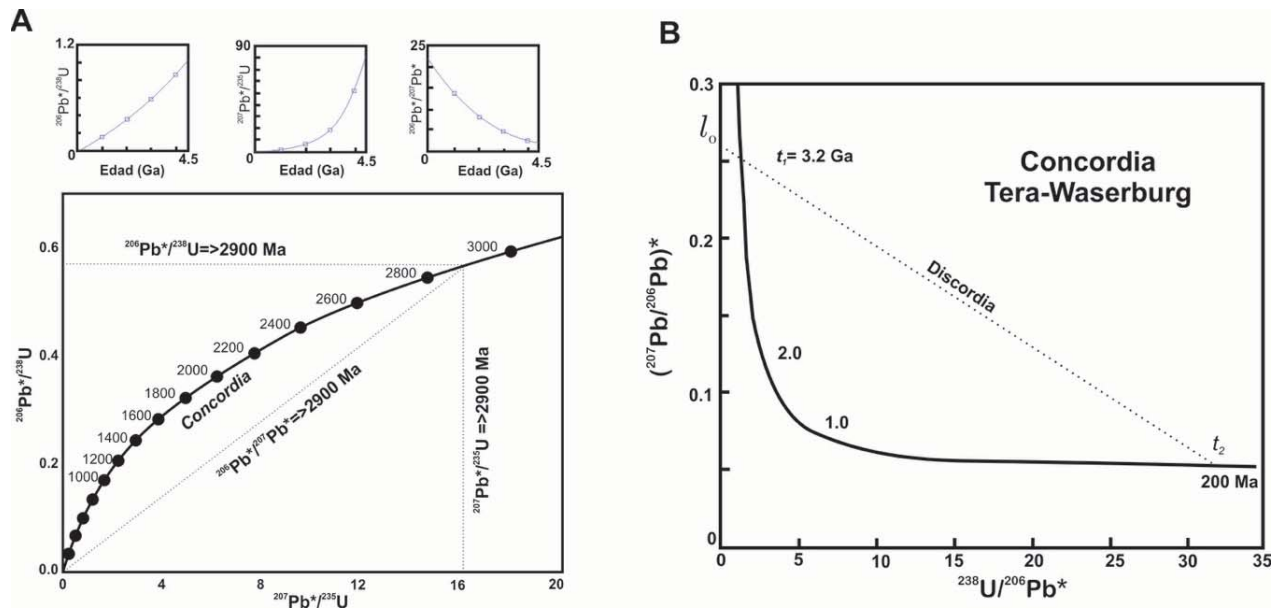 A
1.2
²⁰⁶Pb*/²³⁸U
0
4.5
Edad (Ga)
90
²⁰⁷Pb*/²³⁵U
0
4.5
Edad (Ga)
25
²⁰⁶Pb*/²⁰⁷Pb*
0
4.5
Edad (Ga)
²⁰⁶Pb*/²³⁸U=>2900 Ma
3000
2800
2600
2400
2200
2000
1800
1600
1400
1200
1000
Concordia
²⁰⁶Pb*/²⁰⁷Pb*=>2900 Ma
²⁰⁷Pb*/²³⁵U =>2900 Ma
²⁰⁶Pb*/²³⁸U
0.6
0.4
0.2
0.0
0
4
8
12
16
20
²⁰⁷Pb*/²³⁵U
B
0.3
0.2
0.1
0
(²⁰⁷Pb/²⁰⁶Pb)*
l₀
t₁= 3.2 Ga
Concordia
Tera-Waserburg
Discordia
2.0
1.0
t₂
200 Ma
0
5
10
15
20
25
30
35
²³⁸U/²⁰⁶Pb*